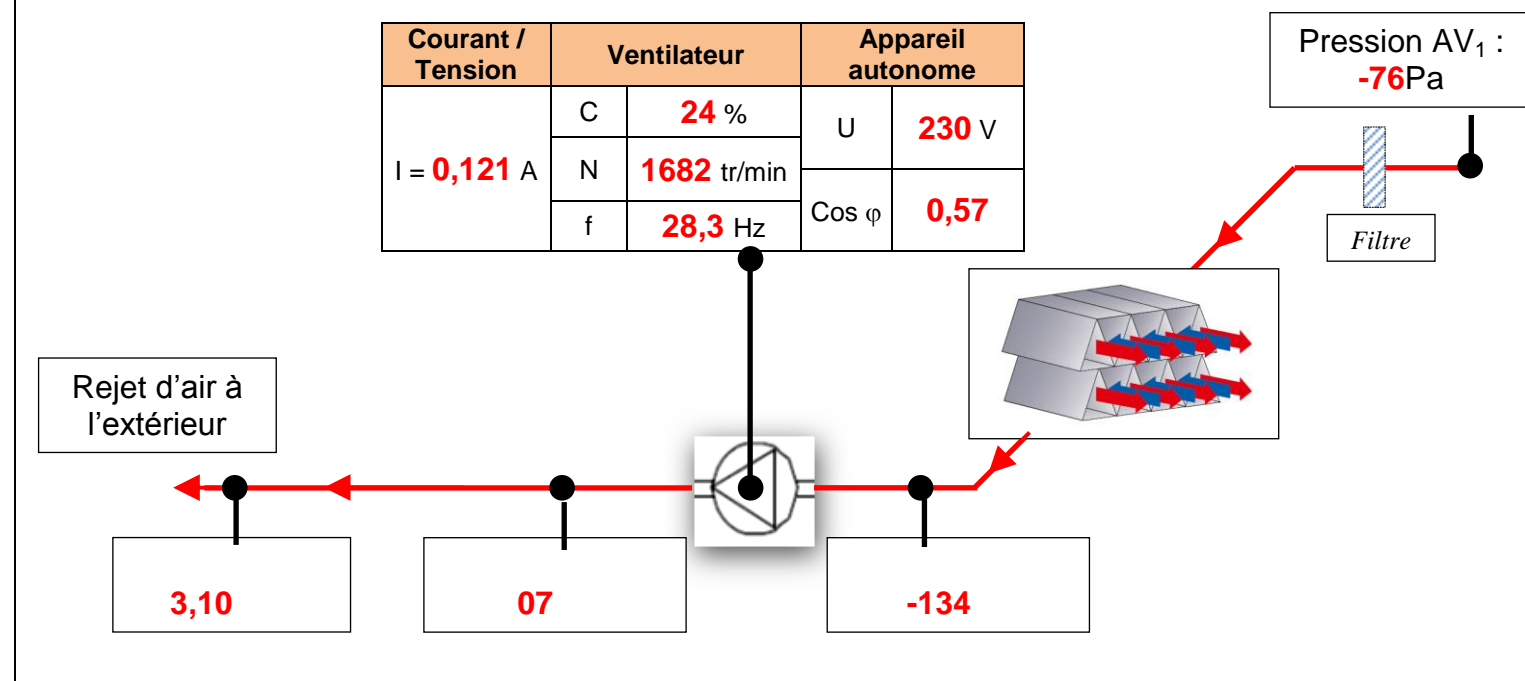 Courant / Tension
Ventilateur
Appareil autonome
I = 0,121 A
C
24 %
N
1682 tr/min
f
28,3 Hz
U
230 V
Cos φ
0,57
Pression AV1 :
-76Pa
Filtre
Rejet d’air à
l’extérieur
3,10
07
-134